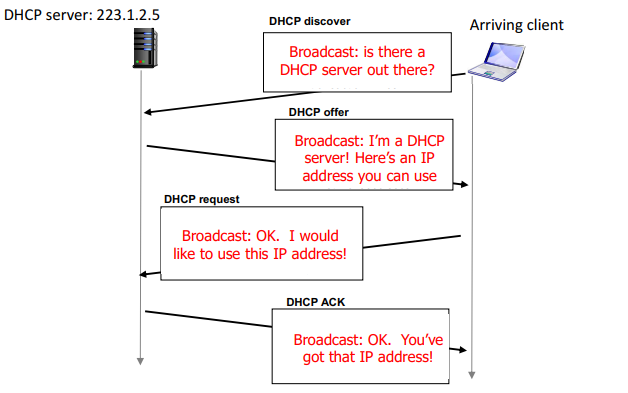 DHCP server: 223.1.2.5
DHCP discover
Arriving client
Broadcast: is there a
DHCP server out there?
DHCP offer
Broadcast: I’m a DHCP
server! Here’s an IP
address you can use
DHCP request
Broadcast: OK.  I would
like to use this IP address!
DHCP ACK
Broadcast: OK.  You’ve
got that IP address!